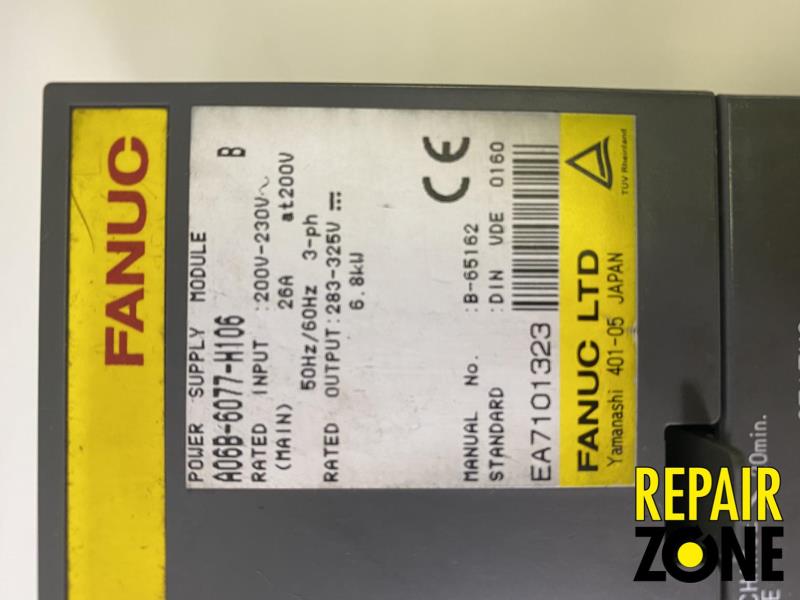 FANUC
POWER SUPPLY MODULE
A06B-6077-H106 B
RATED INPUT :200V-230V~
(MAIN) 26A at200V
50Hz/60Hz 3-ph
RATED OUTPUT:283-325V
6.8kW
MANUAL No. :B-65162
STANDARD :DIN VDE 0160
CE
EA7101323
FANUC LTD
Yamanashi 401-05 JAPAN
TUV Rheinland
0min.
REPAIR
ZONE